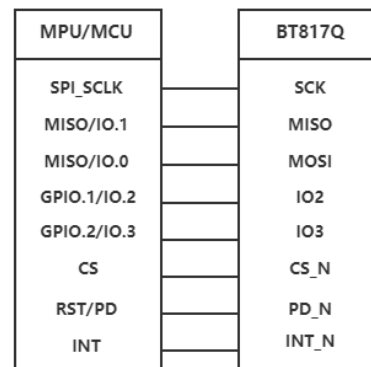 MPU/MCU BT817Q
SPI_SCLK SCK
MISO/IO.1 MISO
MISO/IO.0 MOSI
GPIO.1/IO.2 IO2
GPIO.2/IO.3 IO3
CS CS_N
RST/PD PD_N
INT INT_N